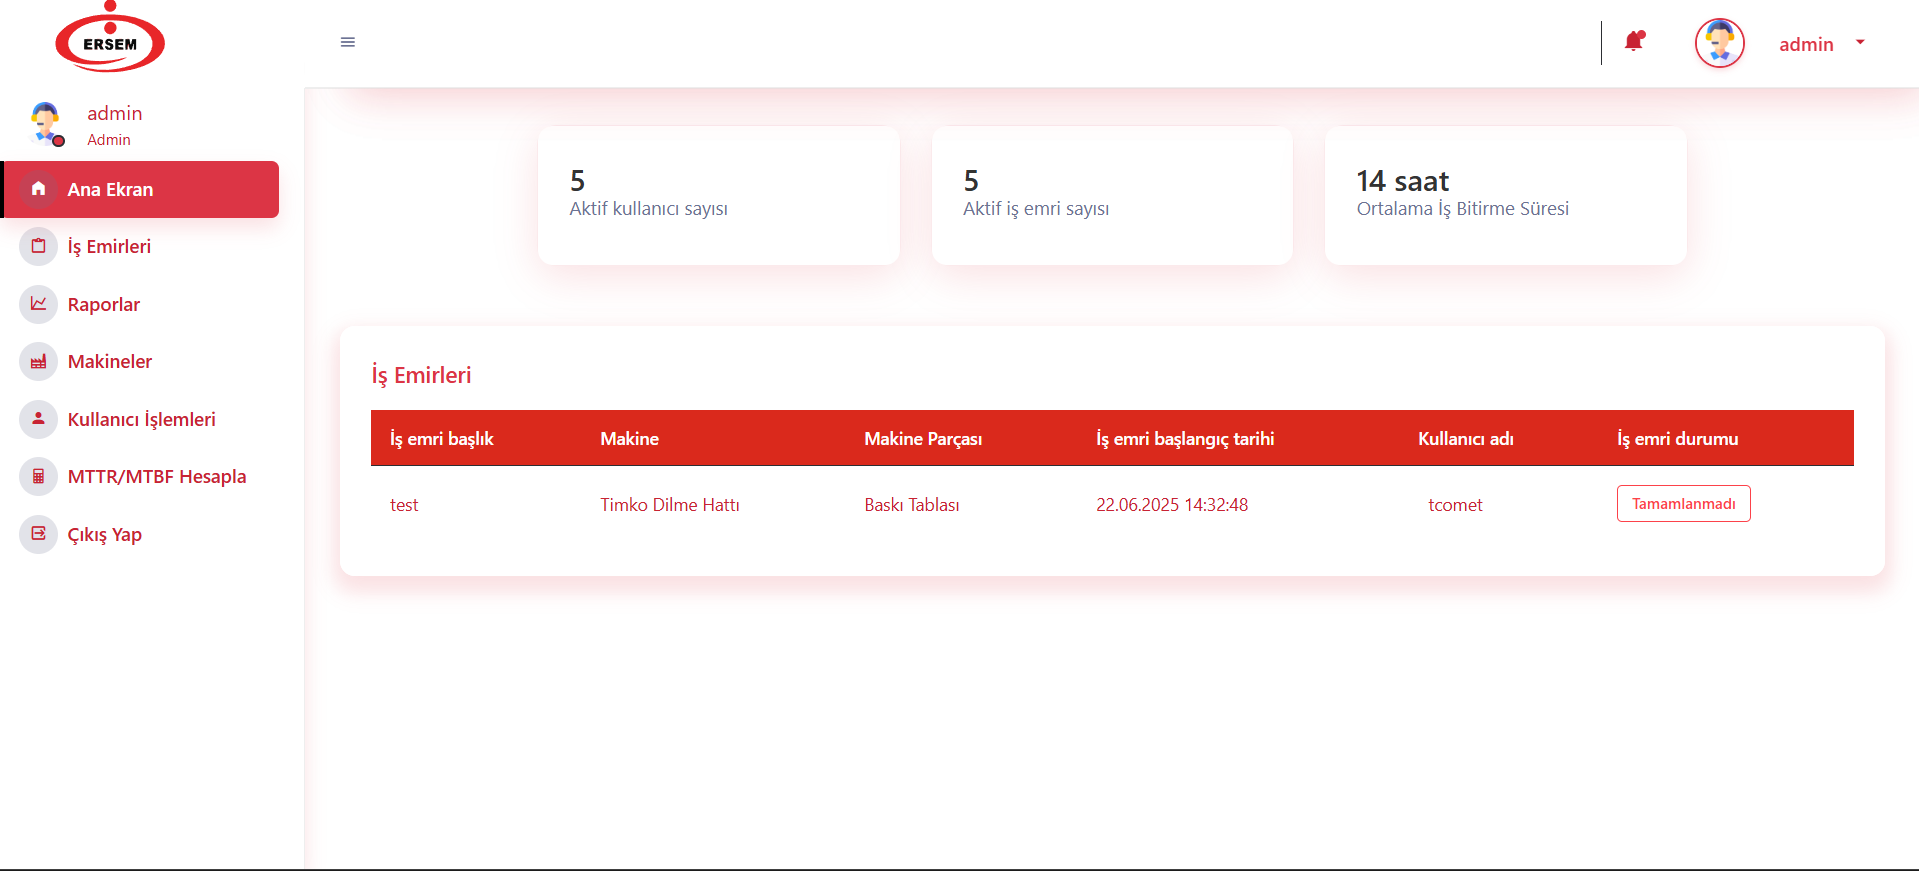 ERSEM
admin
admin
Admin
Ana Ekran
İş Emirleri
Raporlar
Makineler
Kullanıcı İşlemleri
MTTR/MTBF Hesapla
Çıkış Yap
5
Aktif kullanıcı sayısı
5
Aktif iş emri sayısı
14 saat
Ortalama İş Bitirme Süresi
İş Emirleri
İş emri başlık Makine Makine Parçası İş emri başlangıç tarihi Kullanıcı adı İş emri durumu
test Timko Dilme Hattı Baskı Tablası 22.06.2025 14:32:48 tcomet Tamamlanmadı